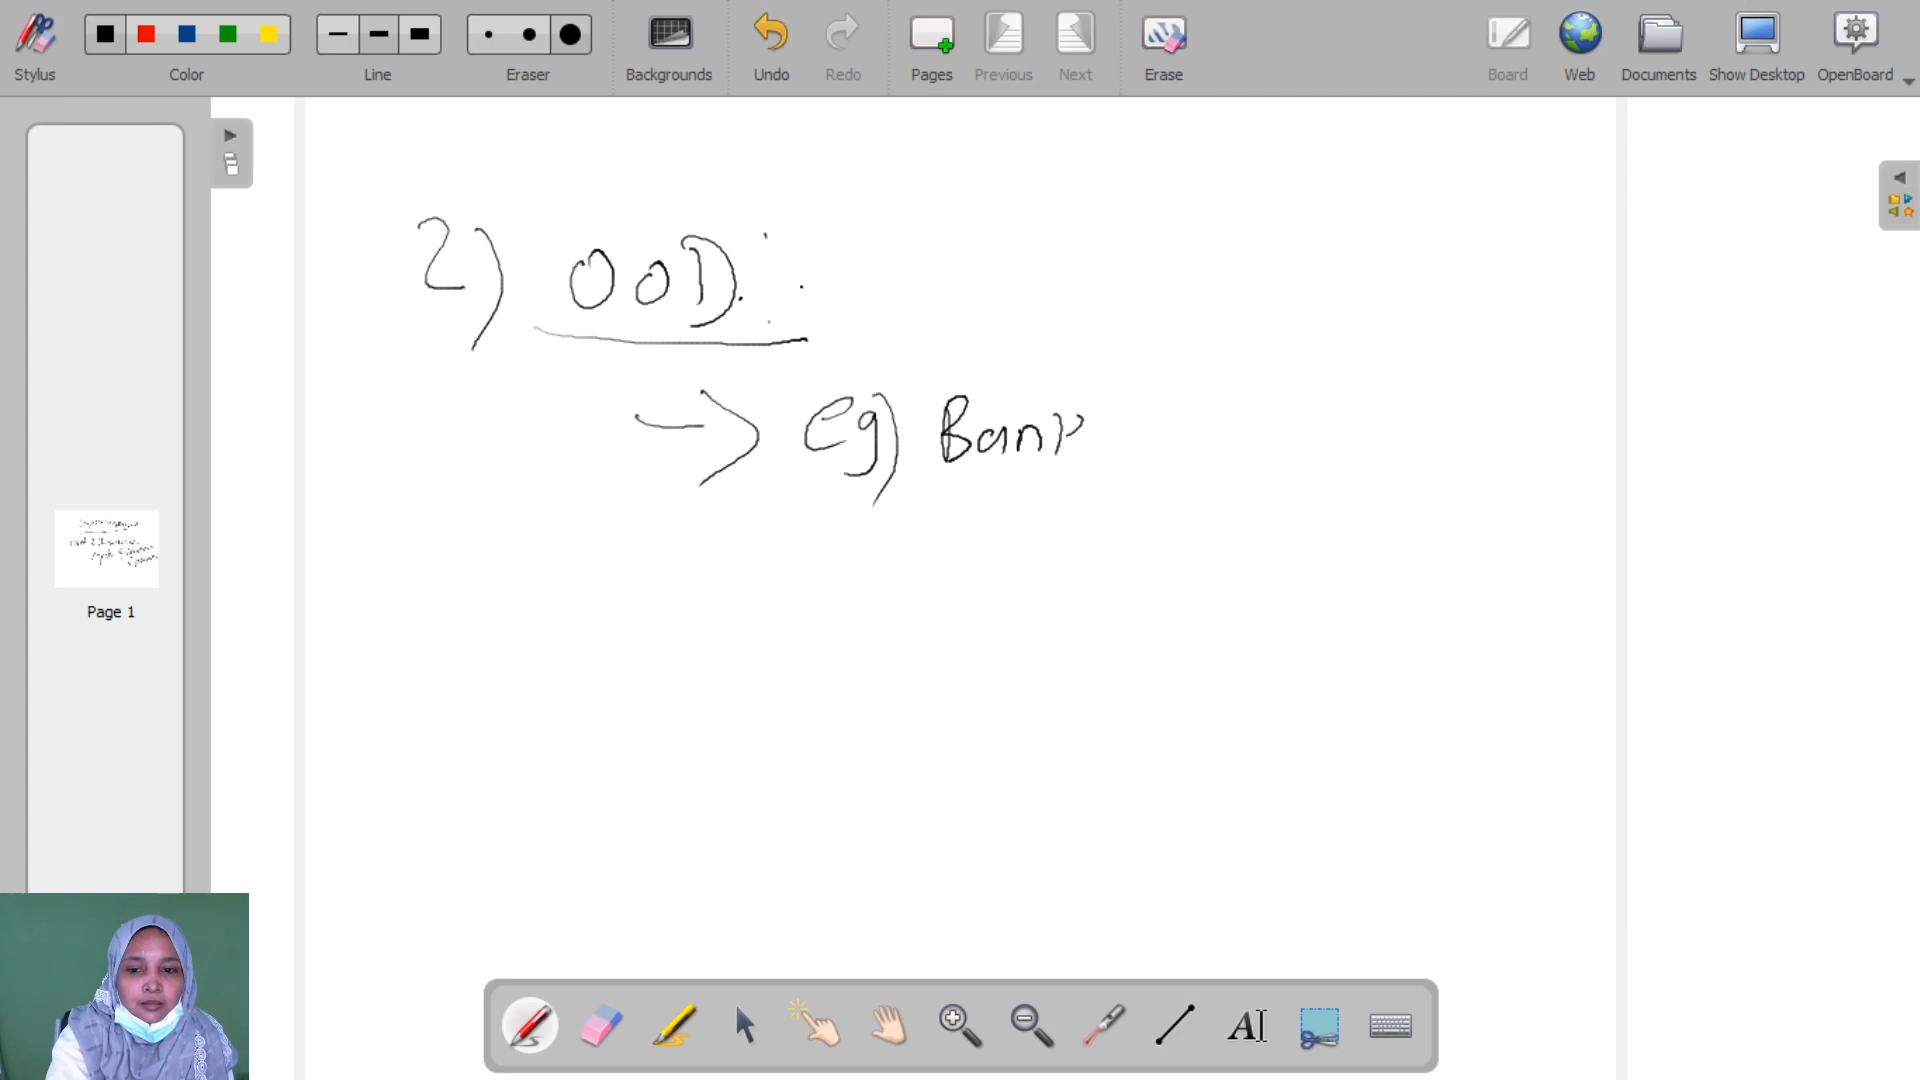 Stylus
Color
Line
Eraser
Backgrounds
Undo
Redo
Pages
Previous
Next
Erase
Board
Web
Documents
Show Desktop
OpenBoard
2) OOD:
→ Eg) Bank
Page 1
A